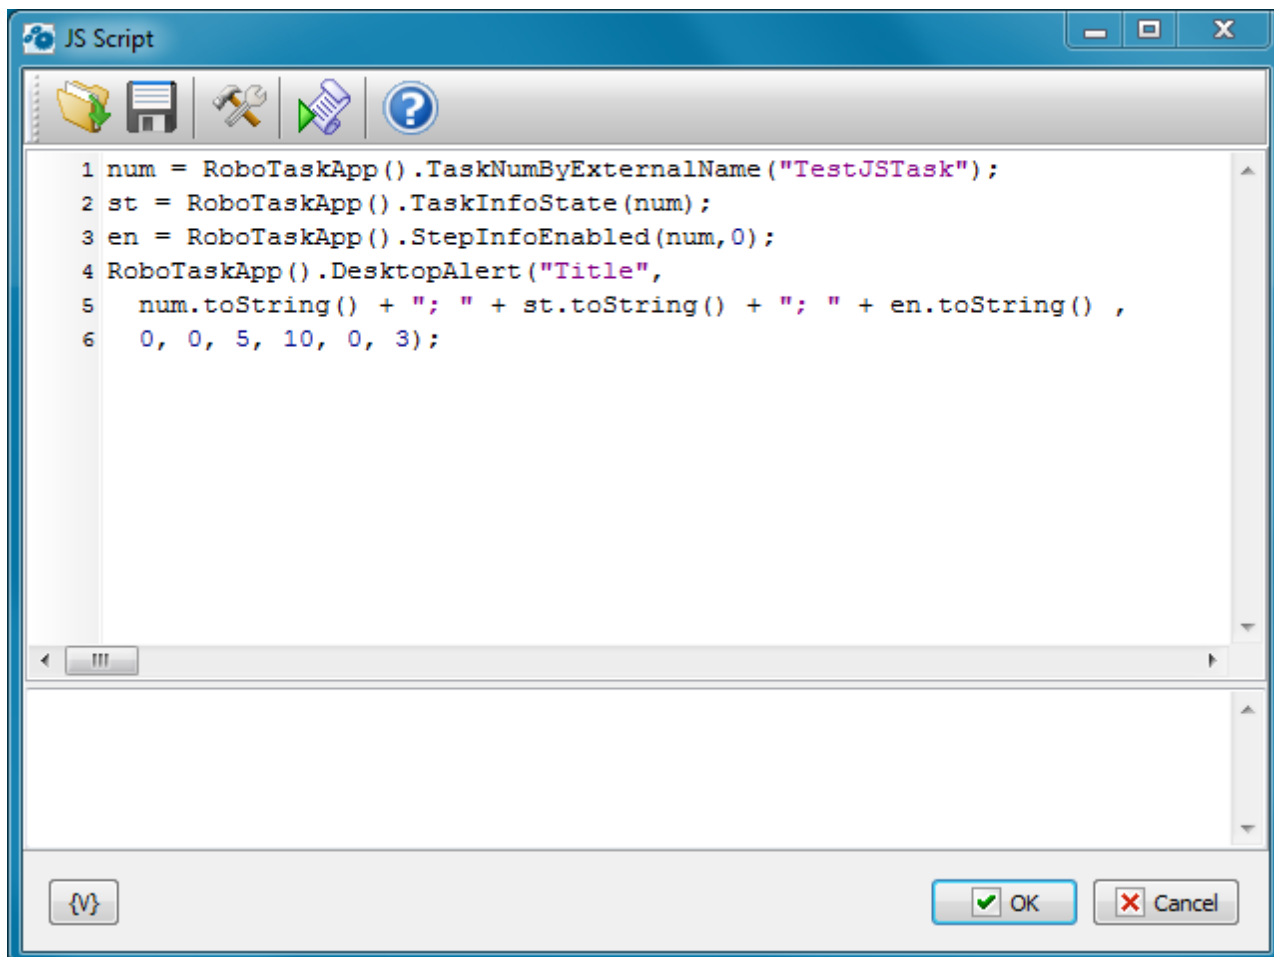 JS Script
1 num = RoboTaskApp().TaskNumByExternalName("TestJSTask");
2 st = RoboTaskApp().TaskInfoState(num);
3 en = RoboTaskApp().StepInfoEnabled(num,0);
4 RoboTaskApp().DesktopAlert("Title",
5   num.toString() + "; " + st.toString() + "; " + en.toString() ,
6   0, 0, 5, 10, 0, 3);
{V} OK Cancel